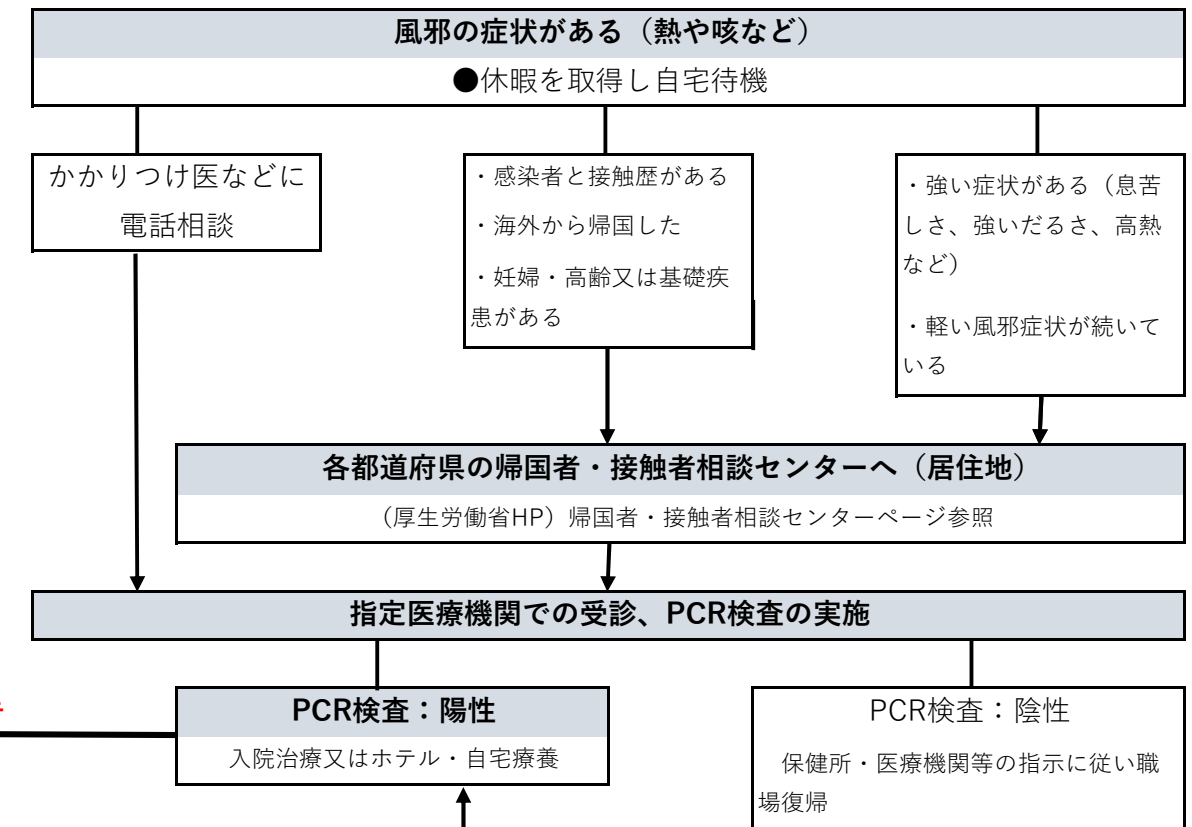 風邪の症状がある（熱や咳など）
●休暇を取得し自宅待機
かかりつけ医などに
電話相談
・感染者と接触歴がある
・海外から帰国した
・妊婦・高齢又は基礎疾
患がある
・強い症状がある（息苦
しさ、強いだるさ、高熱
など）
・軽い風邪症状が続いて
いる
各都道府県の帰国者・接触者相談センターへ（居住地）
（厚生労働省HP）帰国者・接触者相談センターページ参照
指定医療機関での受診、PCR検査の実施
PCR検査：陽性
入院治療又はホテル・自宅療養
PCR検査：陰性
保健所・医療機関等の指示に従い職
場復帰